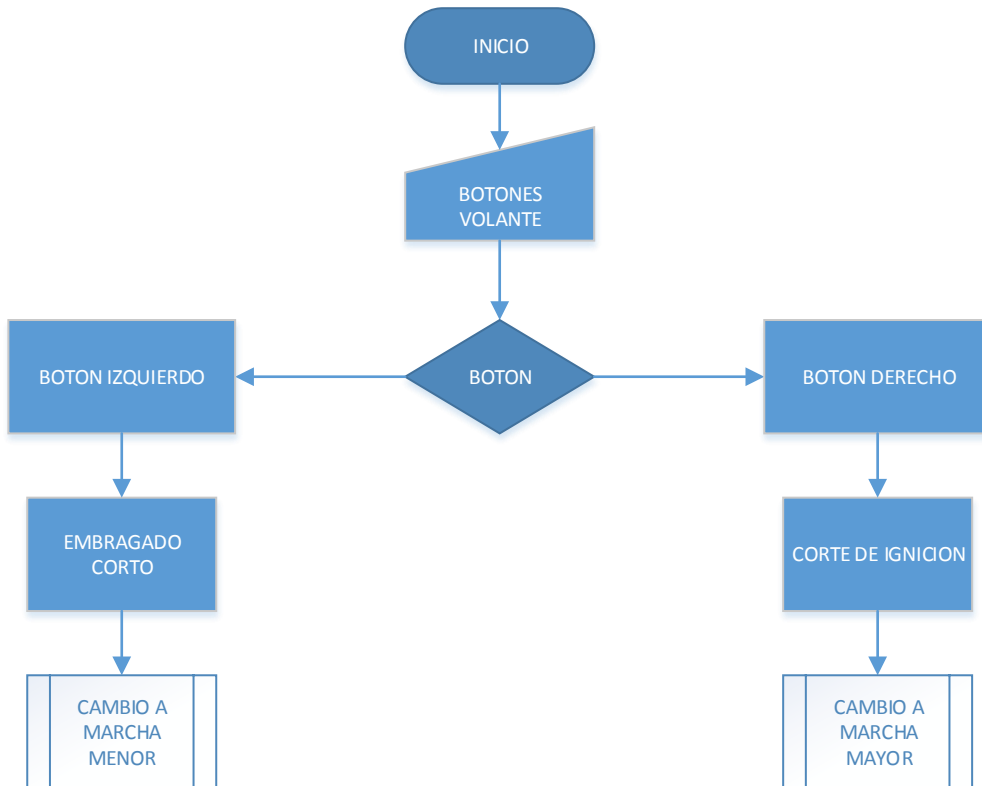 INICIO
BOTONES
VOLANTE
BOTON IZQUIERDO
BOTON
BOTON DERECHO
EMBRAGADO
CORTO
CORTE DE IGNICION
CAMBIO A
MARCHA
MENOR
CAMBIO A
MARCHA
MAYOR